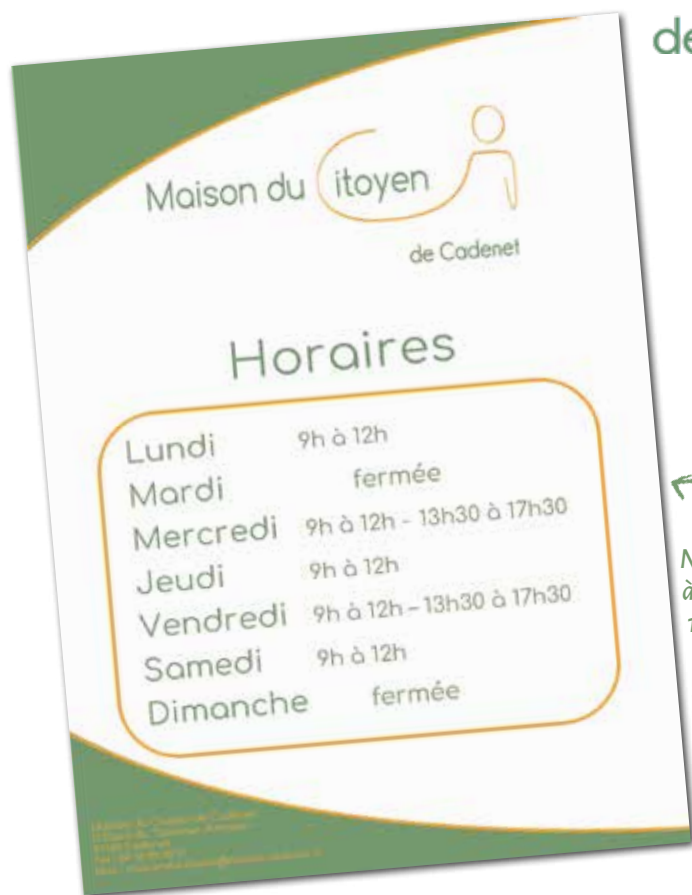 de
Maison du Citoyen
de Cadenet
Horaires
Lundi 9h à 12h
Mardi fermée
Mercredi 9h à 12h - 13h30 à 17h30
Jeudi 9h à 12h
Vendredi 9h à 12h – 13h30 à 17h30
Samedi 9h à 12h
Dimanche fermée
à